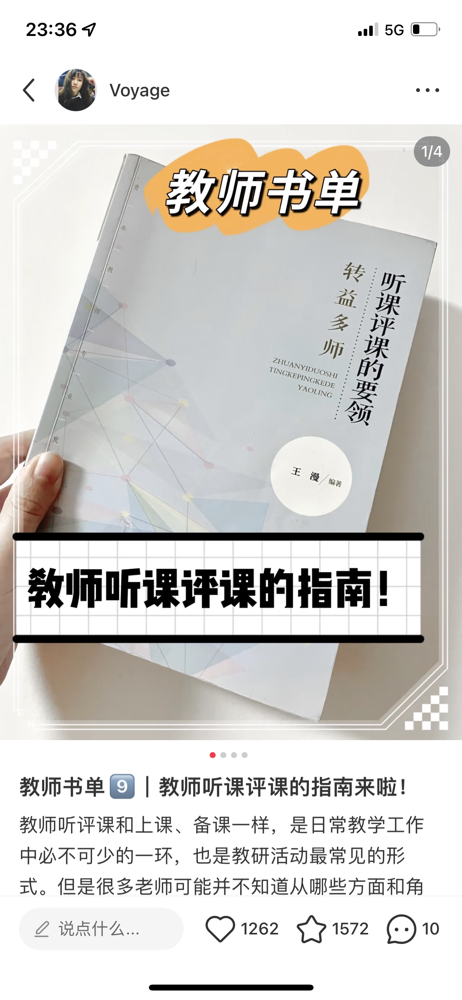 23:36
5G
Voyage
1/4
教师书单
青年教师专业发
听课评课的要领
转益多师
ZHUANYIDUOSHI
TINGKEPINGKEDE
YAOLING
王 漫/编著
教师听课评课的指南！
教师书单9️⃣｜教师听课评课的指南来啦！
教师听评课和上课、备课一样，是日常教学工作
中必不可少的一环，也是教研活动最常见的形
式。但是很多老师可能并不知道从哪些方面和角
说点什么...
1262
1572
10